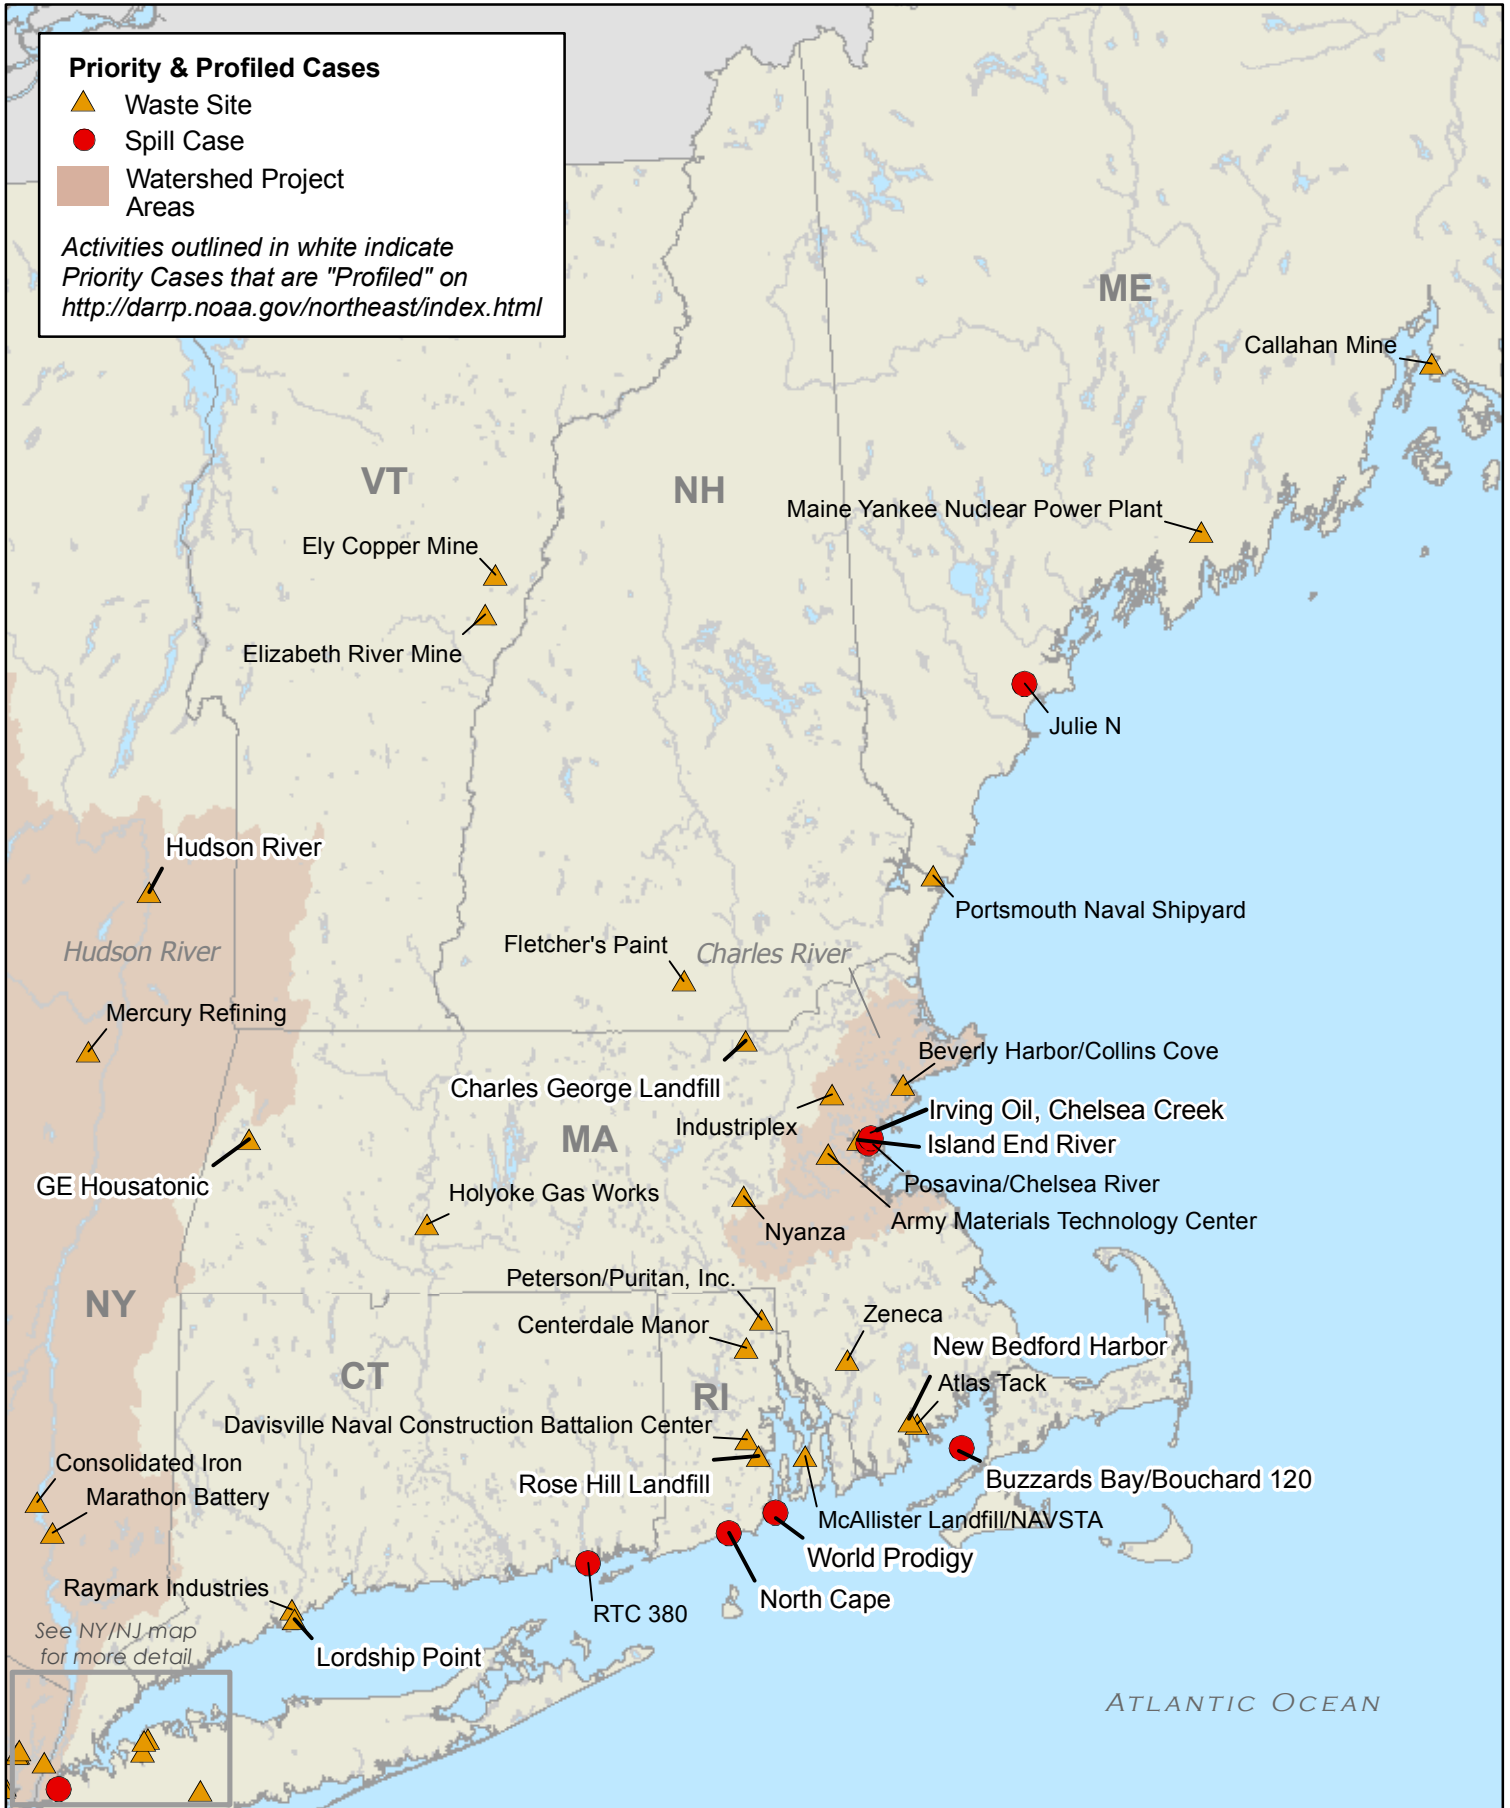 Priority & Profiled Cases
Waste Site
Spill Case
Watershed Project
Areas
Activities outlined in white indicate
Priority Cases that are "Profiled" on
http://darrp.noaa.gov/northeast/index.html
ME
Callahan Mine
VT
NH
Maine Yankee Nuclear Power Plant
Ely Copper Mine
Elizabeth River Mine
Julie N
Hudson River
Portsmouth Naval Shipyard
Hudson River
Fletcher's Paint
Charles River
Mercury Refining
Beverly Harbor/Collins Cove
Charles George Landfill
Irving Oil, Chelsea Creek
Industriplex
MA
Island End River
GE Housatonic
Posavina/Chelsea River
Holyoke Gas Works
Army Materials Technology Center
Nyanza
Peterson/Puritan, Inc.
NY
Zeneca
Centerdale Manor
New Bedford Harbor
CT
Atlas Tack
RI
Davisville Naval Construction Battalion Center
Consolidated Iron
Rose Hill Landfill
Buzzards Bay/Bouchard 120
Marathon Battery
McAllister Landfill/NAVSTA
World Prodigy
Raymark Industries
North Cape
RTC 380
See NY/NJ map
for more detail
Lordship Point
ATLANTIC OCEAN